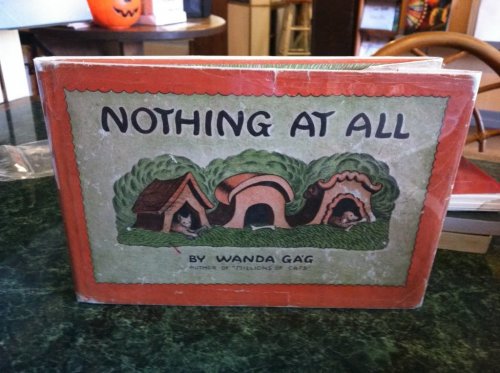 NOTHING AT ALL
BY WANDA GÁG
AUTHOR OF "MILLIONS OF CATS"